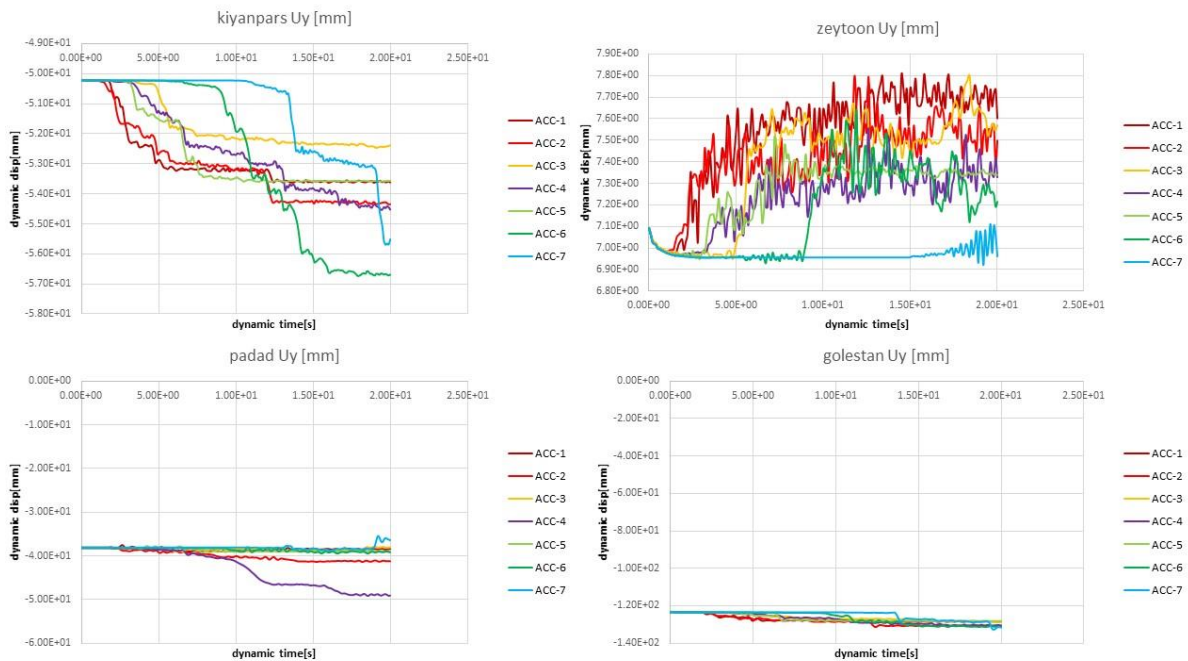 kiyanpars Uy [mm]
-4.90E+01
0.00E+00 5.00E+00 1.00E+01 1.50E+01 2.00E+01 2.50E+01
-5.00E+01
-5.10E+01
-5.20E+01
-5.30E+01
-5.40E+01
-5.50E+01
-5.60E+01
-5.70E+01
-5.80E+01
dynamic disp[mm]
dynamic time[s]
ACC-1
ACC-2
ACC-3
ACC-4
ACC-5
ACC-6
ACC-7
zeytoon Uy [mm]
7.90E+00
7.80E+00
7.70E+00
7.60E+00
7.50E+00
7.40E+00
7.30E+00
7.20E+00
7.10E+00
7.00E+00
6.90E+00
6.80E+00
0.00E+00 5.00E+00 1.00E+01 1.50E+01 2.00E+01 2.50E+01
dynamic disp[mm]
dynamic time[s]
ACC-1
ACC-2
ACC-3
ACC-4
ACC-5
ACC-6
ACC-7
padad Uy [mm]
0.00E+00
0.00E+00 5.00E+00 1.00E+01 1.50E+01 2.00E+01 2.50E+01
-1.00E+01
-2.00E+01
-3.00E+01
-4.00E+01
-5.00E+01
-6.00E+01
dynamic disp[mm]
dynamic time[s]
ACC-1
ACC-2
ACC-3
ACC-4
ACC-5
ACC-6
ACC-7
golestan Uy [mm]
0.00E+00
0.00E+00 5.00E+00 1.00E+01 1.50E+01 2.00E+01 2.50E+01
-2.00E+01
-4.00E+01
-6.00E+01
-8.00E+01
-1.00E+02
-1.20E+02
-1.40E+02
dynamic disp[mm]
dynamic time[s]
ACC-1
ACC-2
ACC-3
ACC-4
ACC-5
ACC-6
ACC-7